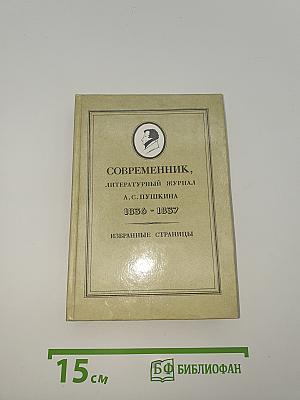 СОВРЕМЕННИК,
ЛИТЕРАТУРНЫЙ ЖУРНАЛ
А.С.ПУШКИНА
1836-1837
ИЗБРАННЫЕ СТРАНИЦЫ
15 см
БФ БИБЛИОФАН